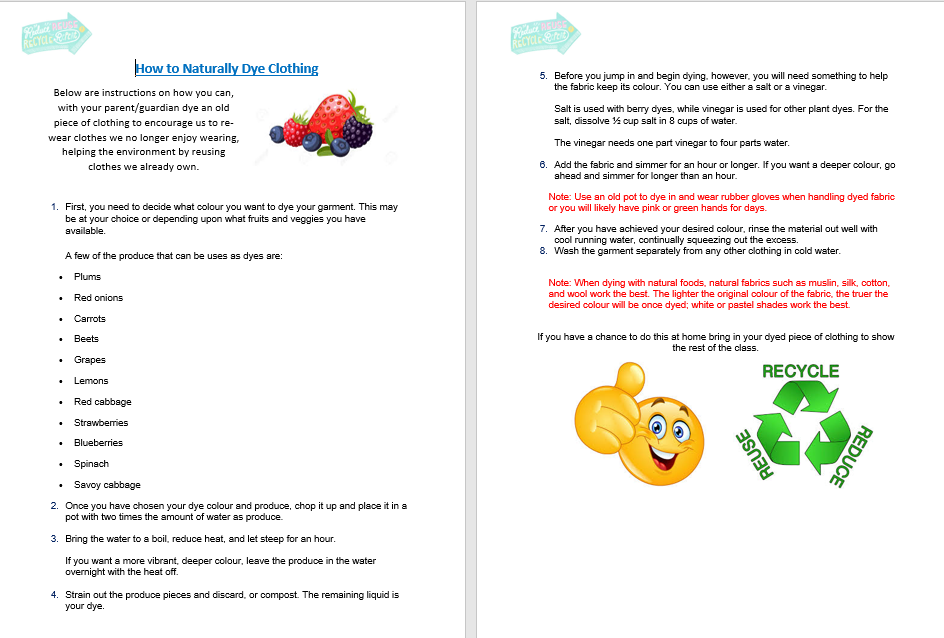 Reduce REUSE
RECYCLE
How to Naturally Dye Clothing
Below are instructions on how you can,
with your parent/guardian dye an old
piece of clothing to encourage us to re-
wear clothes we no longer enjoy wearing,
helping the environment by reusing
clothes we already own.
1. First, you need to decide what colour you want to dye your garment. This may
be at your choice or depending upon what fruits and veggies you have
available.
A few of the produce that can be uses as dyes are:
• Plums
• Red onions
• Carrots
• Beets
• Grapes
• Lemons
• Red cabbage
• Strawberries
• Blueberries
• Spinach
• Savoy cabbage
2. Once you have chosen your dye colour and produce, chop it up and place it in a
pot with two times the amount of water as produce.
3. Bring the water to a boil, reduce heat, and let steep for an hour.
If you want a more vibrant, deeper colour, leave the produce in the water
overnight with the heat off.
4. Strain out the produce pieces and discard, or compost. The remaining liquid is
your dye.
Reduce REUSE
RECYCLE
5. Before you jump in and begin dying, however, you will need something to help
the fabric keep its colour. You can use either a salt or a vinegar.
Salt is used with berry dyes, while vinegar is used for other plant dyes. For the
salt, dissolve ½ cup salt in 8 cups of water.
The vinegar needs one part vinegar to four parts water.
6. Add the fabric and simmer for an hour or longer. If you want a deeper colour, go
ahead and simmer for longer than an hour.
Note: Use an old pot to dye in and wear rubber gloves when handling dyed fabric
or you will likely have pink or green hands for days.
7. After you have achieved your desired colour, rinse the material out well with
cool running water, continually squeezing out the excess.
8. Wash the garment separately from any other clothing in cold water.
Note: When dying with natural foods, natural fabrics such as muslin, silk, cotton,
and wool work the best. The lighter the original colour of the fabric, the truer the
desired colour will be once dyed; white or pastel shades work the best.
If you have a chance to do this at home bring in your dyed piece of clothing to show
the rest of the class.
RECYCLE
REUSE
REDUCE